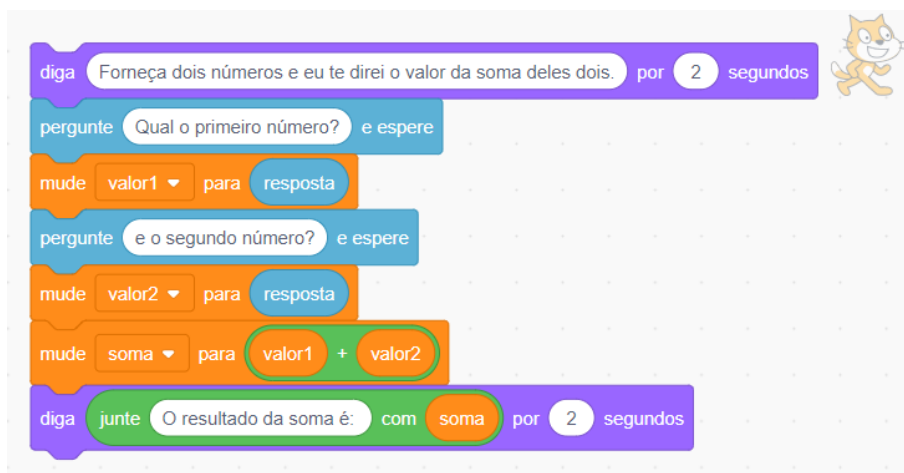 diga Forneça dois números e eu te direi o valor da soma deles dois. por 2 segundos
pergunte Qual o primeiro número? e espere
mude valor1 para resposta
pergunte e o segundo número? e espere
mude valor2 para resposta
mude soma para valor1 + valor2
diga junte O resultado da soma é: com soma por 2 segundos